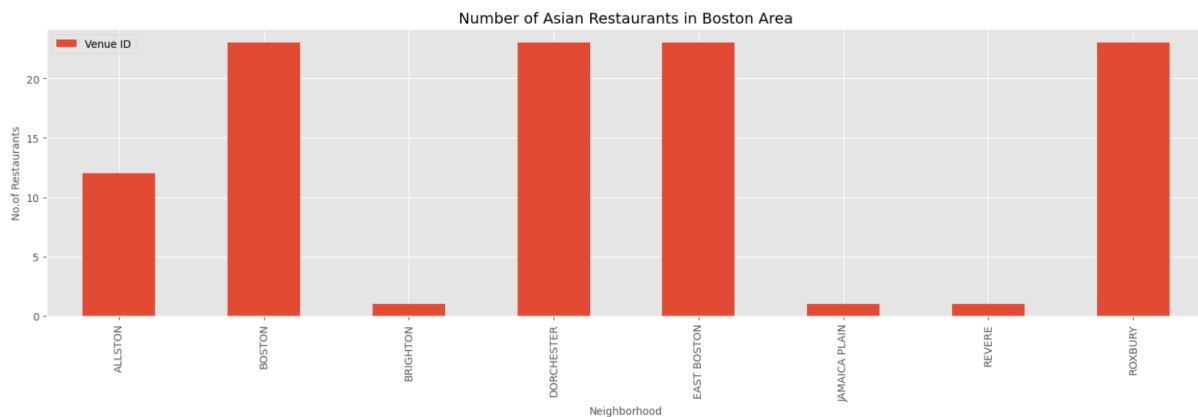 Number of Asian Restaurants in Boston Area
Venue ID
No.of Restaurants
20
15
10
5
0
ALLSTON
BOSTON
BRIGHTON
DORCHESTER
EAST BOSTON
JAMAICA PLAIN
REVERE
ROXBURY
Neighborhood